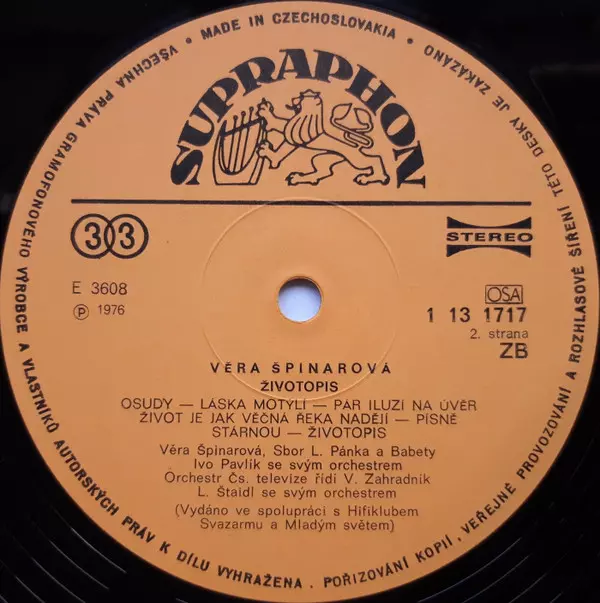 VŠECHNA PRÁVA GRAMOFONOVÉHO VÝROBCE A VLASTNÍKŮ AUTORSKÝCH PRÁV K DÍLU VYHRAŽENA . POŘIZOVÁNÍ KOPIÍ , VEŘEJNÉ PROVOZOVÁNÍ A ROZHLASOVÉ ŠÍŘENÍ TÉTO DESKY JE ZAKÁZÁNO
• MADE IN CZECHOSLOVAKIA •
SUPRAPHON
33
STEREO
E 3608
℗ 1976
OSA
1 13 1717
2. strana
ZB
VĚRA ŠPINAROVÁ
ŽIVOTOPIS
OSUDY — LÁSKA MOTÝLÍ — PÁR ILUZÍ NA ÚVĚR
ŽIVOT JE JAK VĚČNÁ ŘEKA NADĚJÍ — PÍSNĚ
STÁRNOU — ŽIVOTOPIS
Věra Špinarová, Sbor L. Pánka a Babety
Ivo Pavlík se svým orchestrem
Orchestr Čs. televize řídí V. Zahradník
L. Štaidl se svým orchestrem
(Vydáno ve spolupráci s Hifiklubem
Svazarmu a Mladým světem)